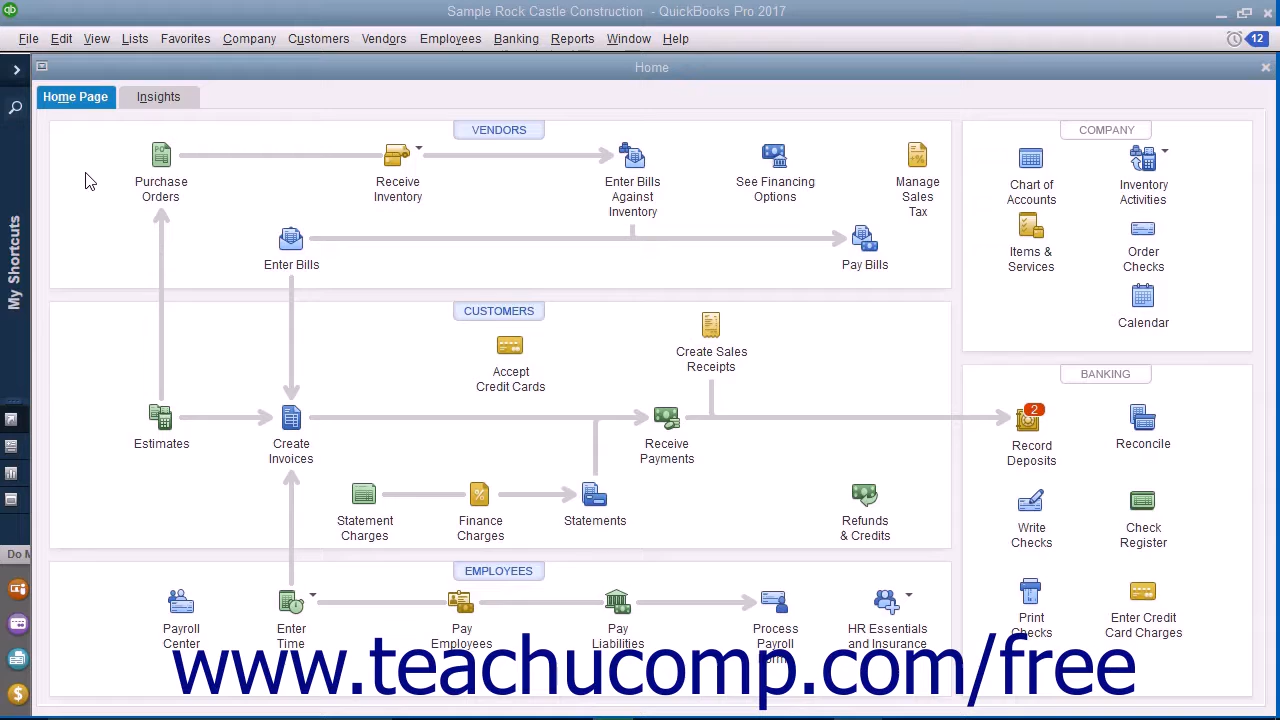 Sample Rock Castle Construction - QuickBooks Pro 2017
File Edit View Lists Favorites Company Customers Vendors Employees Banking Reports Window Help
12
Home
Home Page
Insights
My Shortcuts
Do M
VENDORS
Purchase
Orders
Receive
Inventory
Enter Bills
Against
Inventory
See Financing
Options
Manage
Sales
Tax
Enter Bills
Pay Bills
CUSTOMERS
Accept
Credit Cards
Create Sales
Receipts
Estimates
Create
Invoices
Receive
Payments
Statement
Charges
Finance
Charges
Statements
Refunds
& Credits
EMPLOYEES
Payroll
Center
Enter
Time
Pay
Employees
Pay
Liabilities
Process
Payroll
HR Essentials
and Insurance
COMPANY
Chart of
Accounts
Inventory
Activities
Items &
Services
Order
Checks
Calendar
BANKING
2
Record
Deposits
Reconcile
Write
Checks
Check
Register
Print
Checks
Enter Credit
Card Charges
www.teachucomp.com/free